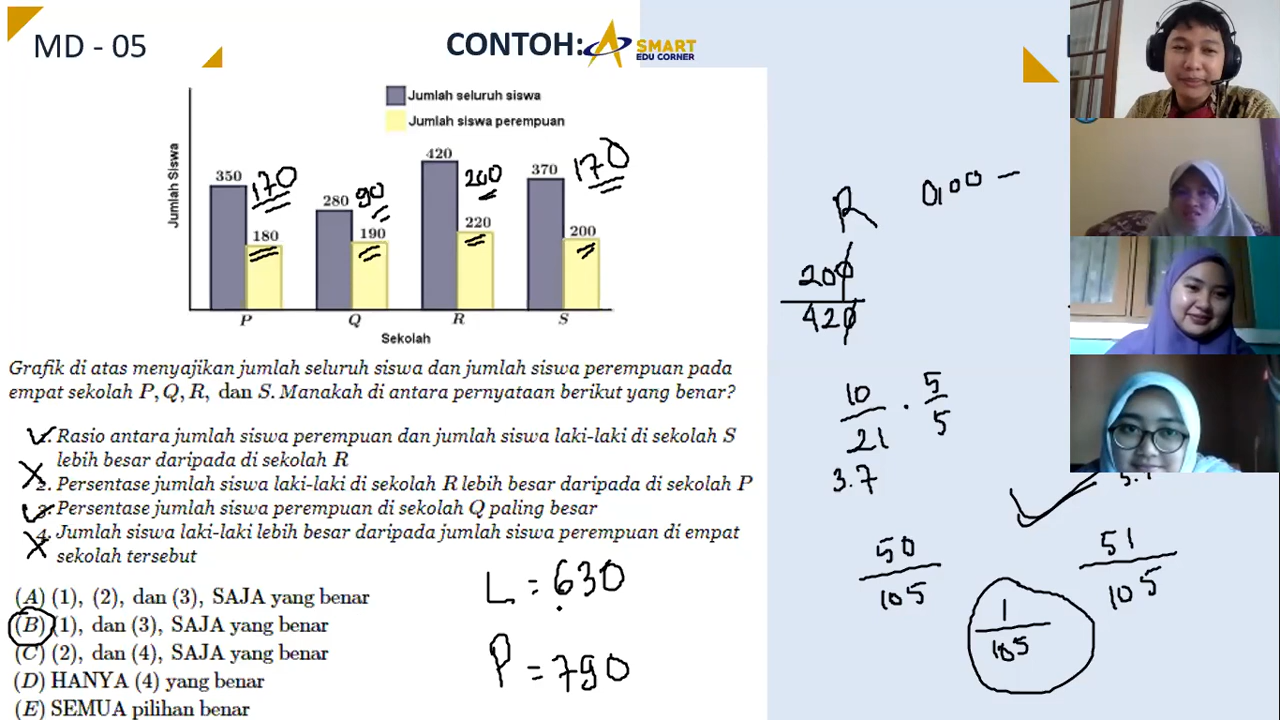 MD - 05
CONTOH:
SMART
EDU CORNER
Jumlah seluruh siswa
Jumlah siswa perempuan
Jumlah Siswa
350
170
180
280
90
190
420
200
220
370
170
200
P
Q
R
S
Sekolah
Grafik di atas menyajikan jumlah seluruh siswa dan jumlah siswa perempuan pada
empat sekolah P, Q, R, dan S. Manakah di antara pernyataan berikut yang benar?
1. Rasio antara jumlah siswa perempuan dan jumlah siswa laki-laki di sekolah S
lebih besar daripada di sekolah R
2. Persentase jumlah siswa laki-laki di sekolah R lebih besar daripada di sekolah P
3. Persentase jumlah siswa perempuan di sekolah Q paling besar
4. Jumlah siswa laki-laki lebih besar daripada jumlah siswa perempuan di empat
sekolah tersebut
(A) (1), (2), dan (3), SAJA yang benar
(B) (1), dan (3), SAJA yang benar
(C) (2), dan (4), SAJA yang benar
(D) HANYA (4) yang benar
(E) SEMUA pilihan benar
L = 630
P = 790
R
0,00 -
200
420
10
21
.
5
5
3.7
50
105
51
105
1
105